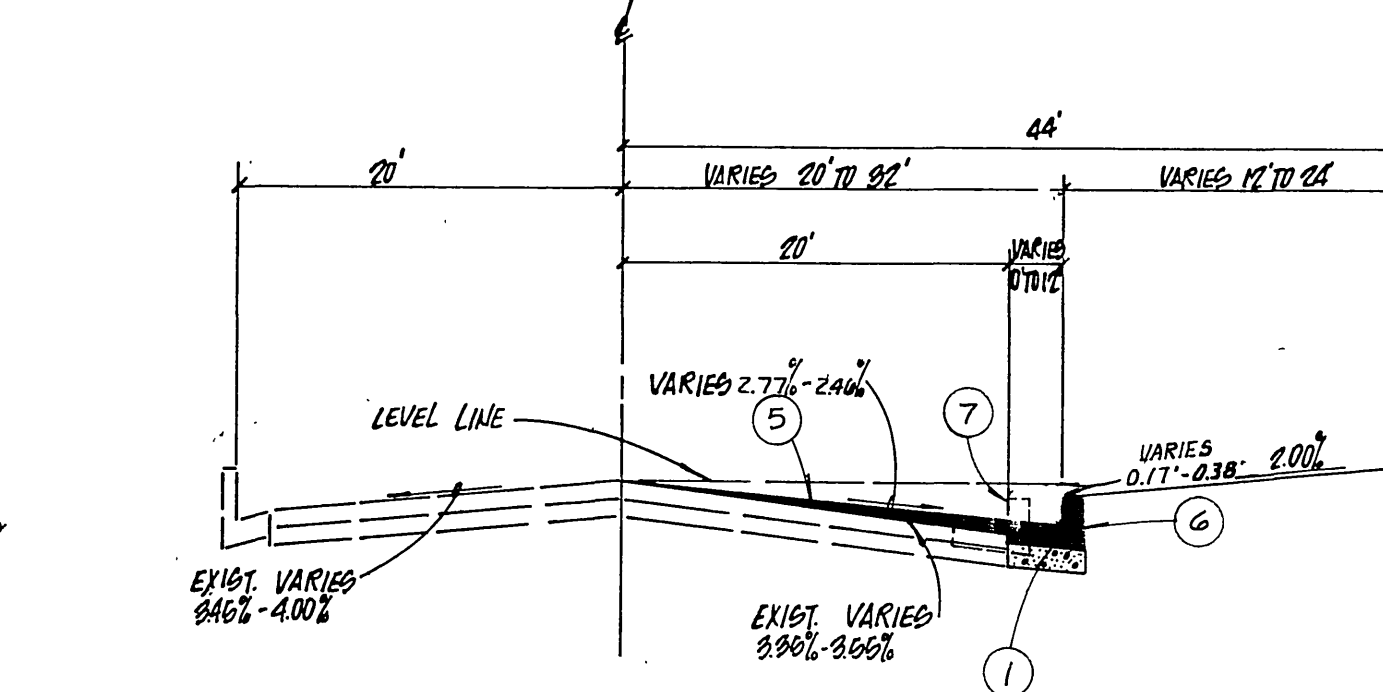 44'
20'
VARIES 20' TO 32'
VARIES 12' TO 24'
20'
VARIES
0' TO 12'
VARIES 2.77% - 2.46%
5
7
LEVEL LINE
VARIES
0.17' - 0.38'
2.00%
6
EXIST. VARIES
3.45% - 4.00%
EXIST. VARIES
3.35% - 3.55%
1